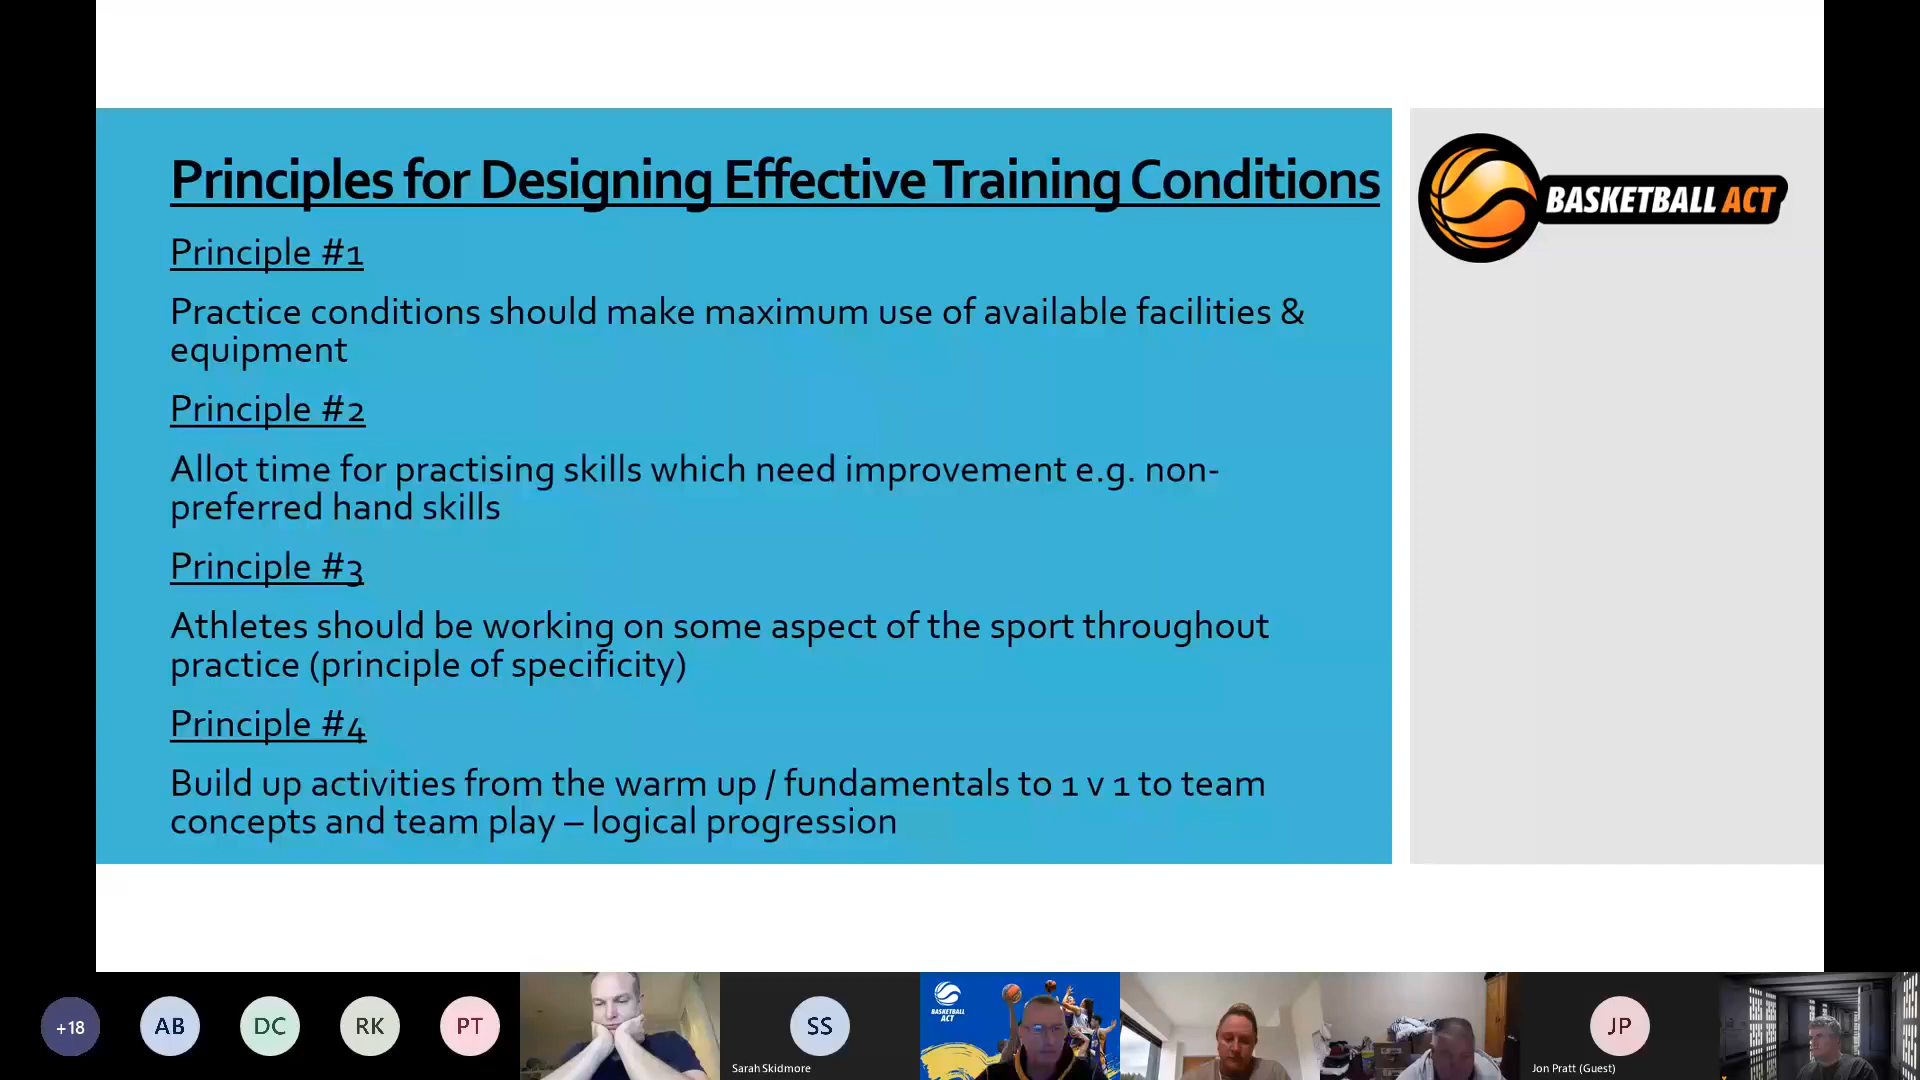 Principles for Designing Effective Training Conditions
Principle #1
Practice conditions should make maximum use of available facilities &
equipment
Principle #2
Allot time for practising skills which need improvement e.g. non-
preferred hand skills
Principle #3
Athletes should be working on some aspect of the sport throughout
practice (principle of specificity)
Principle #4
Build up activities from the warm up / fundamentals to 1 v 1 to team
concepts and team play – logical progression
BASKETBALL ACT
+18
AB
DC
RK
PT
SS
Sarah Skidmore
BASKETBALL
ACT
JP
Jon Pratt (Guest)